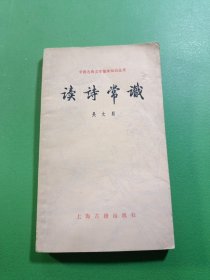 中国古典文学基本知识丛书
读诗常识
吴丈蜀
上海古籍出版社